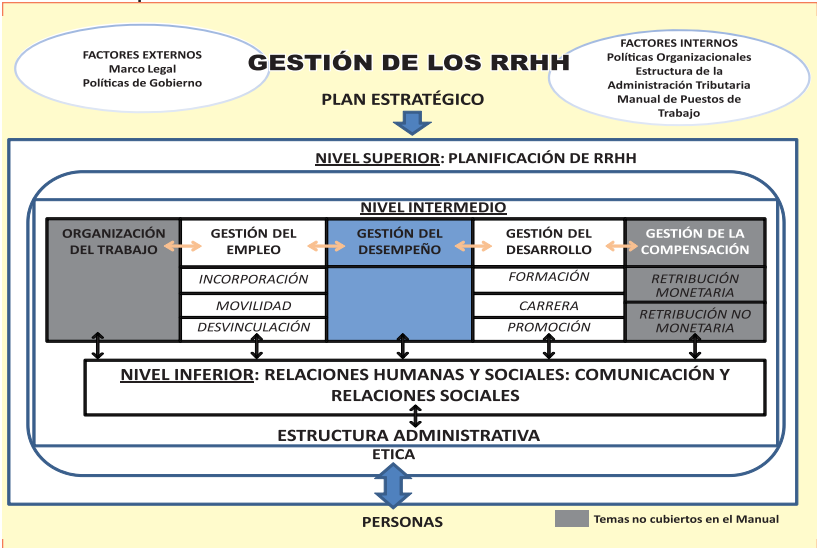 FACTORES EXTERNOS
Marco Legal
Políticas de Gobierno
GESTIÓN DE LOS RRHH
PLAN ESTRATÉGICO
FACTORES INTERNOS
Políticas Organizacionales
Estructura de la
Administración Tributaria
Manual de Puestos de
Trabajo
NIVEL SUPERIOR: PLANIFICACIÓN DE RRHH
NIVEL INTERMEDIO
ORGANIZACIÓN
DEL TRABAJO
GESTIÓN DEL
EMPLEO
INCORPORACIÓN
MOVILIDAD
DESVINCULACIÓN
GESTIÓN DEL
DESEMPEÑO
GESTIÓN DEL
DESARROLLO
FORMACIÓN
CARRERA
PROMOCIÓN
GESTIÓN DE LA
COMPENSACIÓN
RETRIBUCIÓN
MONETARIA
RETRIBUCIÓN NO
MONETARIA
NIVEL INFERIOR: RELACIONES HUMANAS Y SOCIALES: COMUNICACIÓN Y
RELACIONES SOCIALES
ESTRUCTURA ADMINISTRATIVA
ETICA
PERSONAS
Temas no cubiertos en el Manual